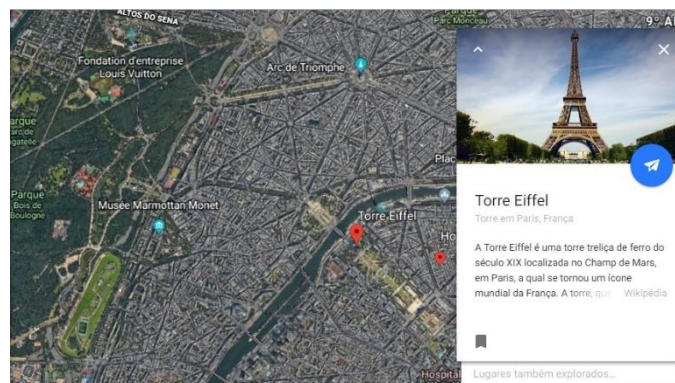 ALTOS DO SENA
Parque
Parc Monceau
9º A
Fondation d'entreprise
Louis Vuitton
Arc de Triomphe
Parque
Bois de
Boulogne
Musée Marmottan Monet
Torre Eiffel
Hospital
Torre Eiffel
Torre em Paris, França
A Torre Eiffel é uma torre treliça de ferro do
século XIX localizada no Champ de Mars,
em Paris, a qual se tornou um ícone
mundial da França. A torre, que Wikipédia
Lugares também explorados...